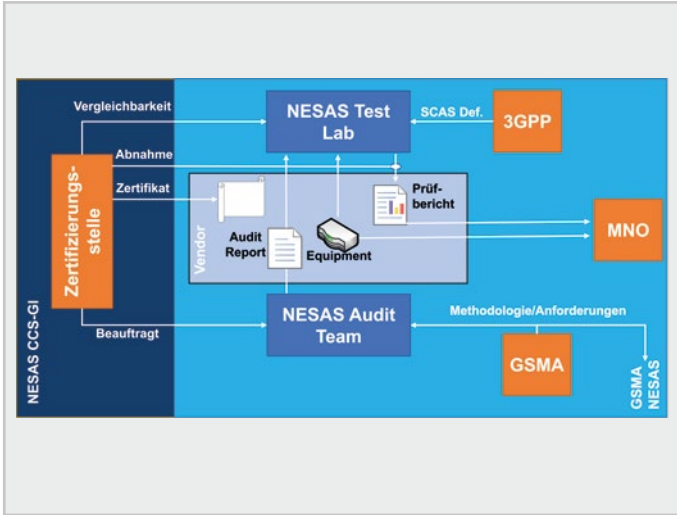 Vergleichbarkeit
NESAS Test
Lab
SCAS Def.
3GPP
Abnahme
Zertifikat
Zertifizierungs-
stelle
Vendor
Audit
Report
Equipment
Prüf-
bericht
MNO
NESAS CCS-GI
Beauftragt
NESAS Audit
Team
Methodologie/Anforderungen
GSMA
GSMA
NESAS